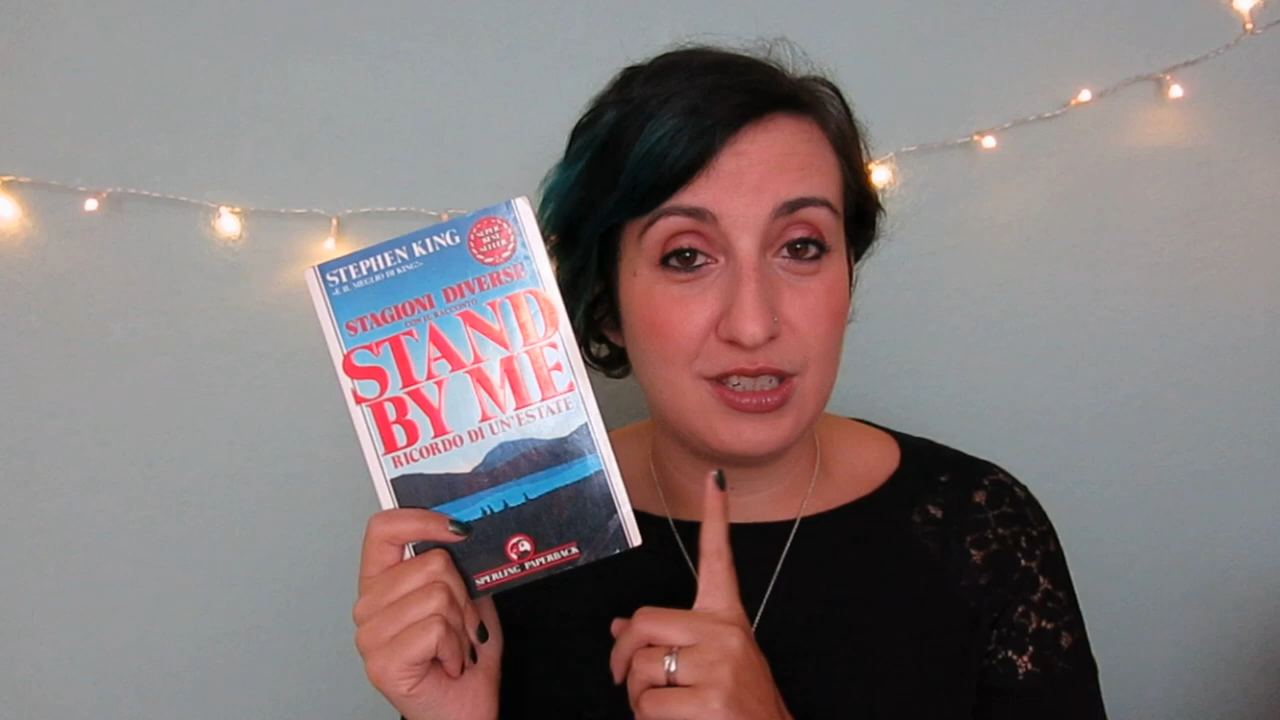 STEPHEN KING
«E IL MEGLIO DI KING»
SUPER
BEST
SELLER
STAGIONI DIVERSE
CON IL RACCONTO
STAND
BY ME
RICORDO DI UN'ESTATE
SPERLING PAPERBACK